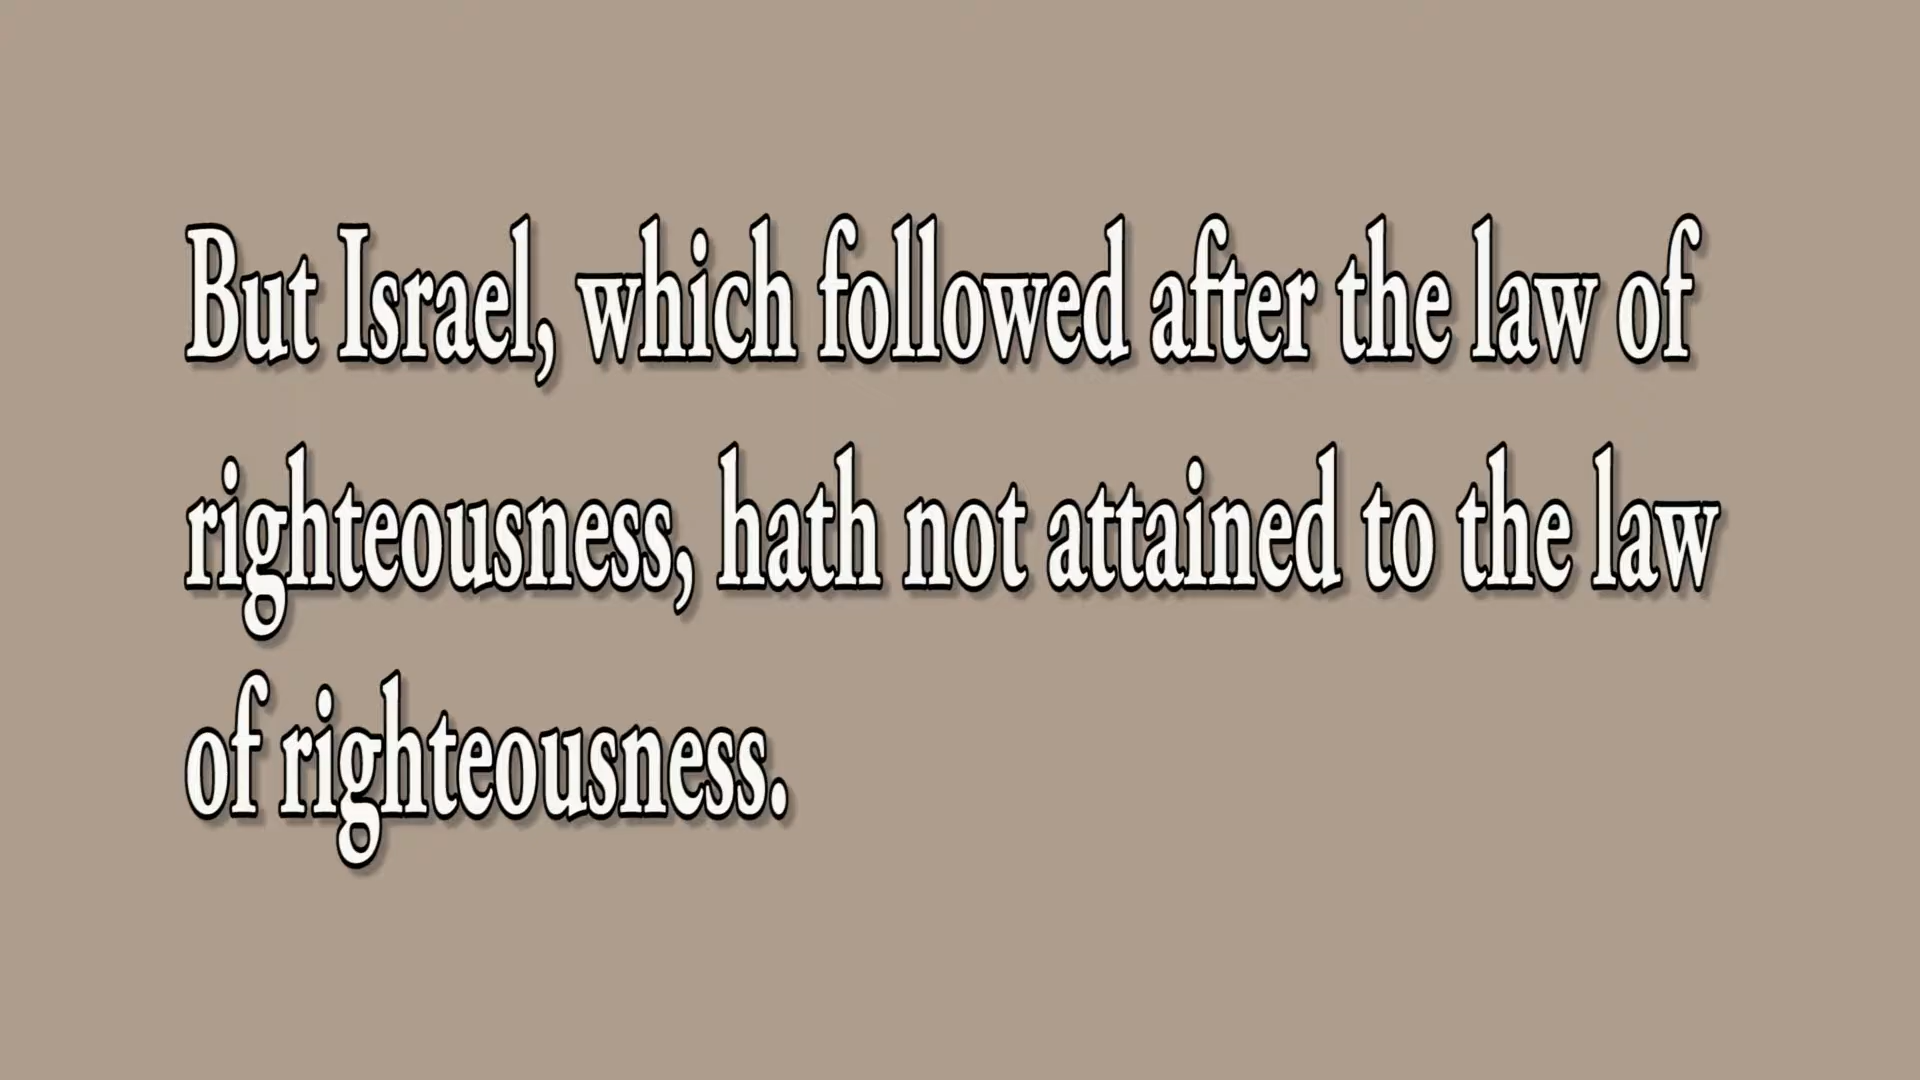 But Israel, which followed after the law of
righteousness, hath not attained to the law
of righteousness.